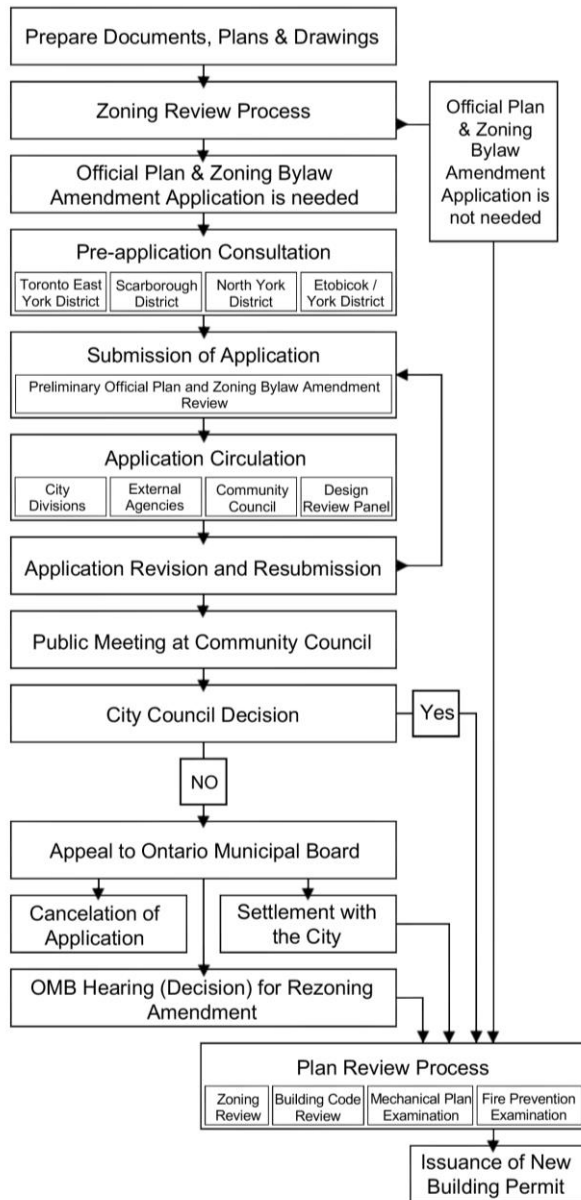 Prepare Documents, Plans & Drawings
Zoning Review Process
Official Plan
& Zoning
Bylaw
Amendment
Application is
not needed
Official Plan & Zoning Bylaw
Amendment Application is needed
Pre-application Consultation
Toronto East
York District
Scarborough
District
North York
District
Etobicok /
York District
Submission of Application
Preliminary Official Plan and Zoning Bylaw Amendment
Review
Application Circulation
City
Divisions
External
Agencies
Community
Council
Design
Review Panel
Application Revision and Resubmission
Public Meeting at Community Council
City Council Decision
Yes
NO
Appeal to Ontario Municipal Board
Cancelation of
Application
Settlement with
the City
OMB Hearing (Decision) for Rezoning
Amendment
Plan Review Process
Zoning
Review
Building Code
Review
Mechanical Plan
Examination
Fire Prevention
Examination
Issuance of New
Building Permit